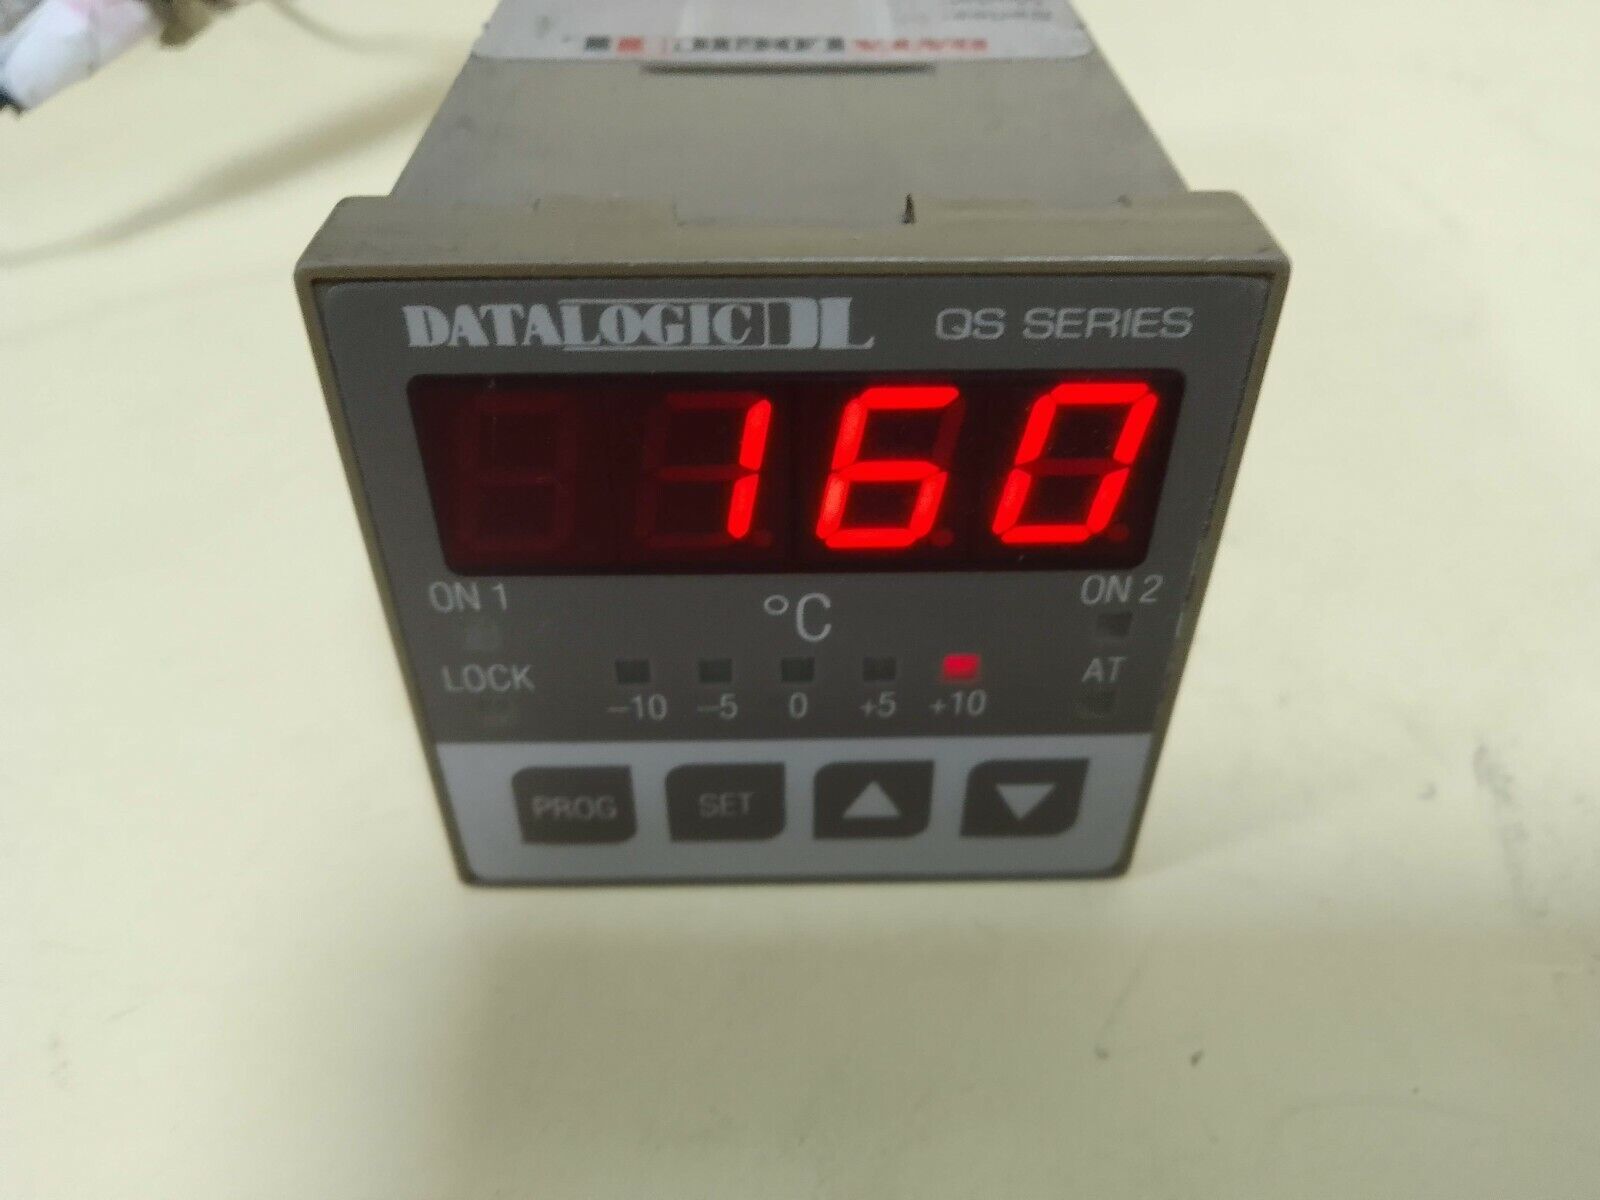 DATALOGIC DL QS SERIES
160
ON 1 °C ON 2
LOCK AT
-10 -5 0 +5 +10
PROG SET